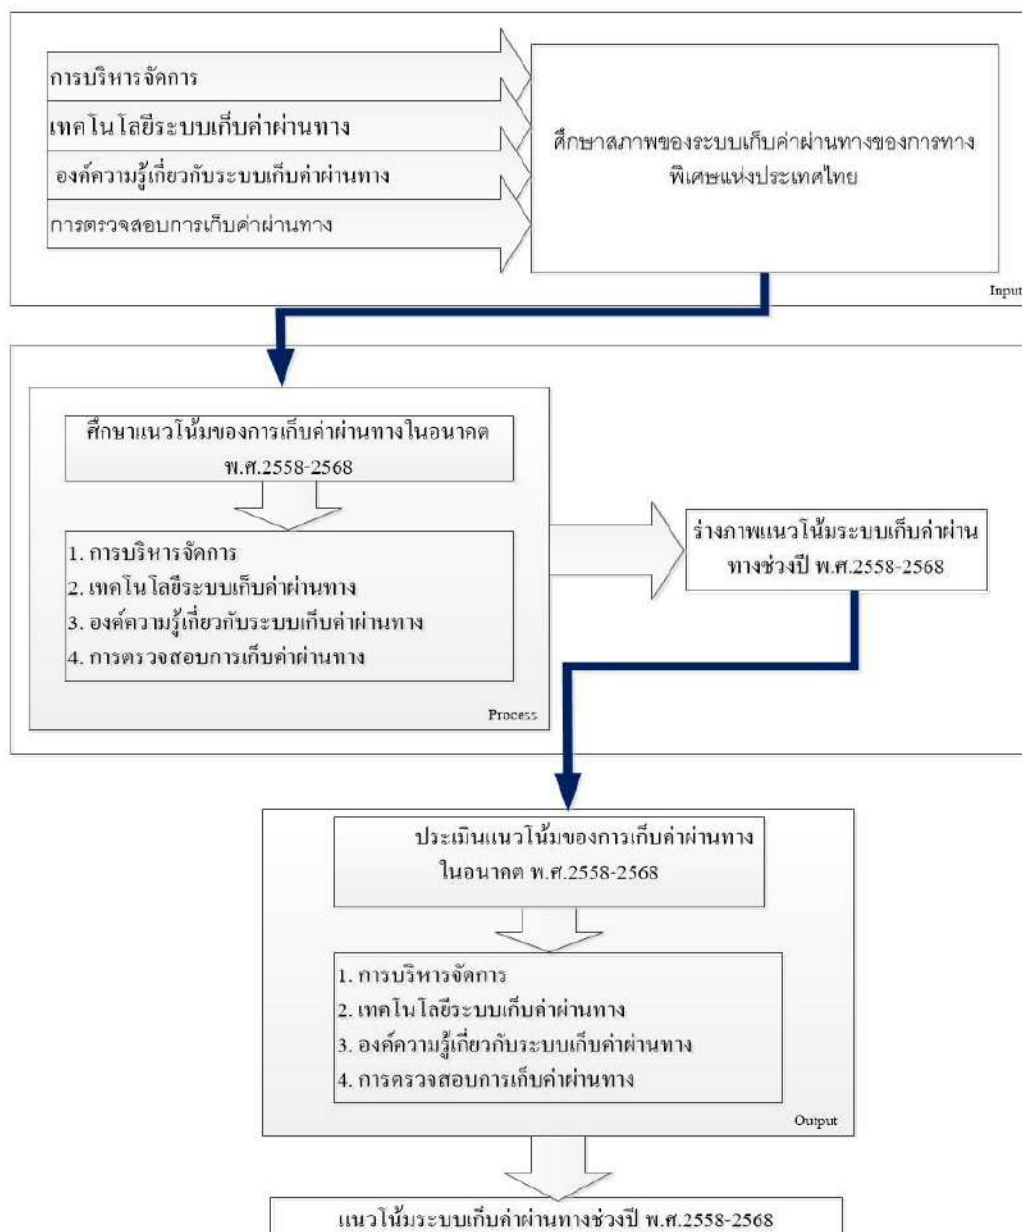 การบริหารจัดการ
เทคโนโลยีระบบเก็บค่าผ่านทาง
องค์ความรู้เกี่ยวกับระบบเก็บค่าผ่านทาง
การตรวจสอบการเก็บค่าผ่านทาง
ศึกษาสภาพของระบบเก็บค่าผ่านทางของการทาง
พิเศษแห่งประเทศไทย
Input
ศึกษาแนวโน้มของการเก็บค่าผ่านทางในอนาคต
พ.ศ.2558-2568
1. การบริหารจัดการ
2. เทคโนโลยีระบบเก็บค่าผ่านทาง
3. องค์ความรู้เกี่ยวกับระบบเก็บค่าผ่านทาง
4. การตรวจสอบการเก็บค่าผ่านทาง
Process
ร่างภาพแนวโน้มระบบเก็บค่าผ่าน
ทางช่วงปี พ.ศ.2558-2568
ประเมินแนวโน้มของการเก็บค่าผ่านทาง
ในอนาคต พ.ศ.2558-2568
1. การบริหารจัดการ
2. เทคโนโลยีระบบเก็บค่าผ่านทาง
3. องค์ความรู้เกี่ยวกับระบบเก็บค่าผ่านทาง
4. การตรวจสอบการเก็บค่าผ่านทาง
Output
แนวโน้มระบบเก็บค่าผ่านทางช่วงปี พ.ศ.2558-2568